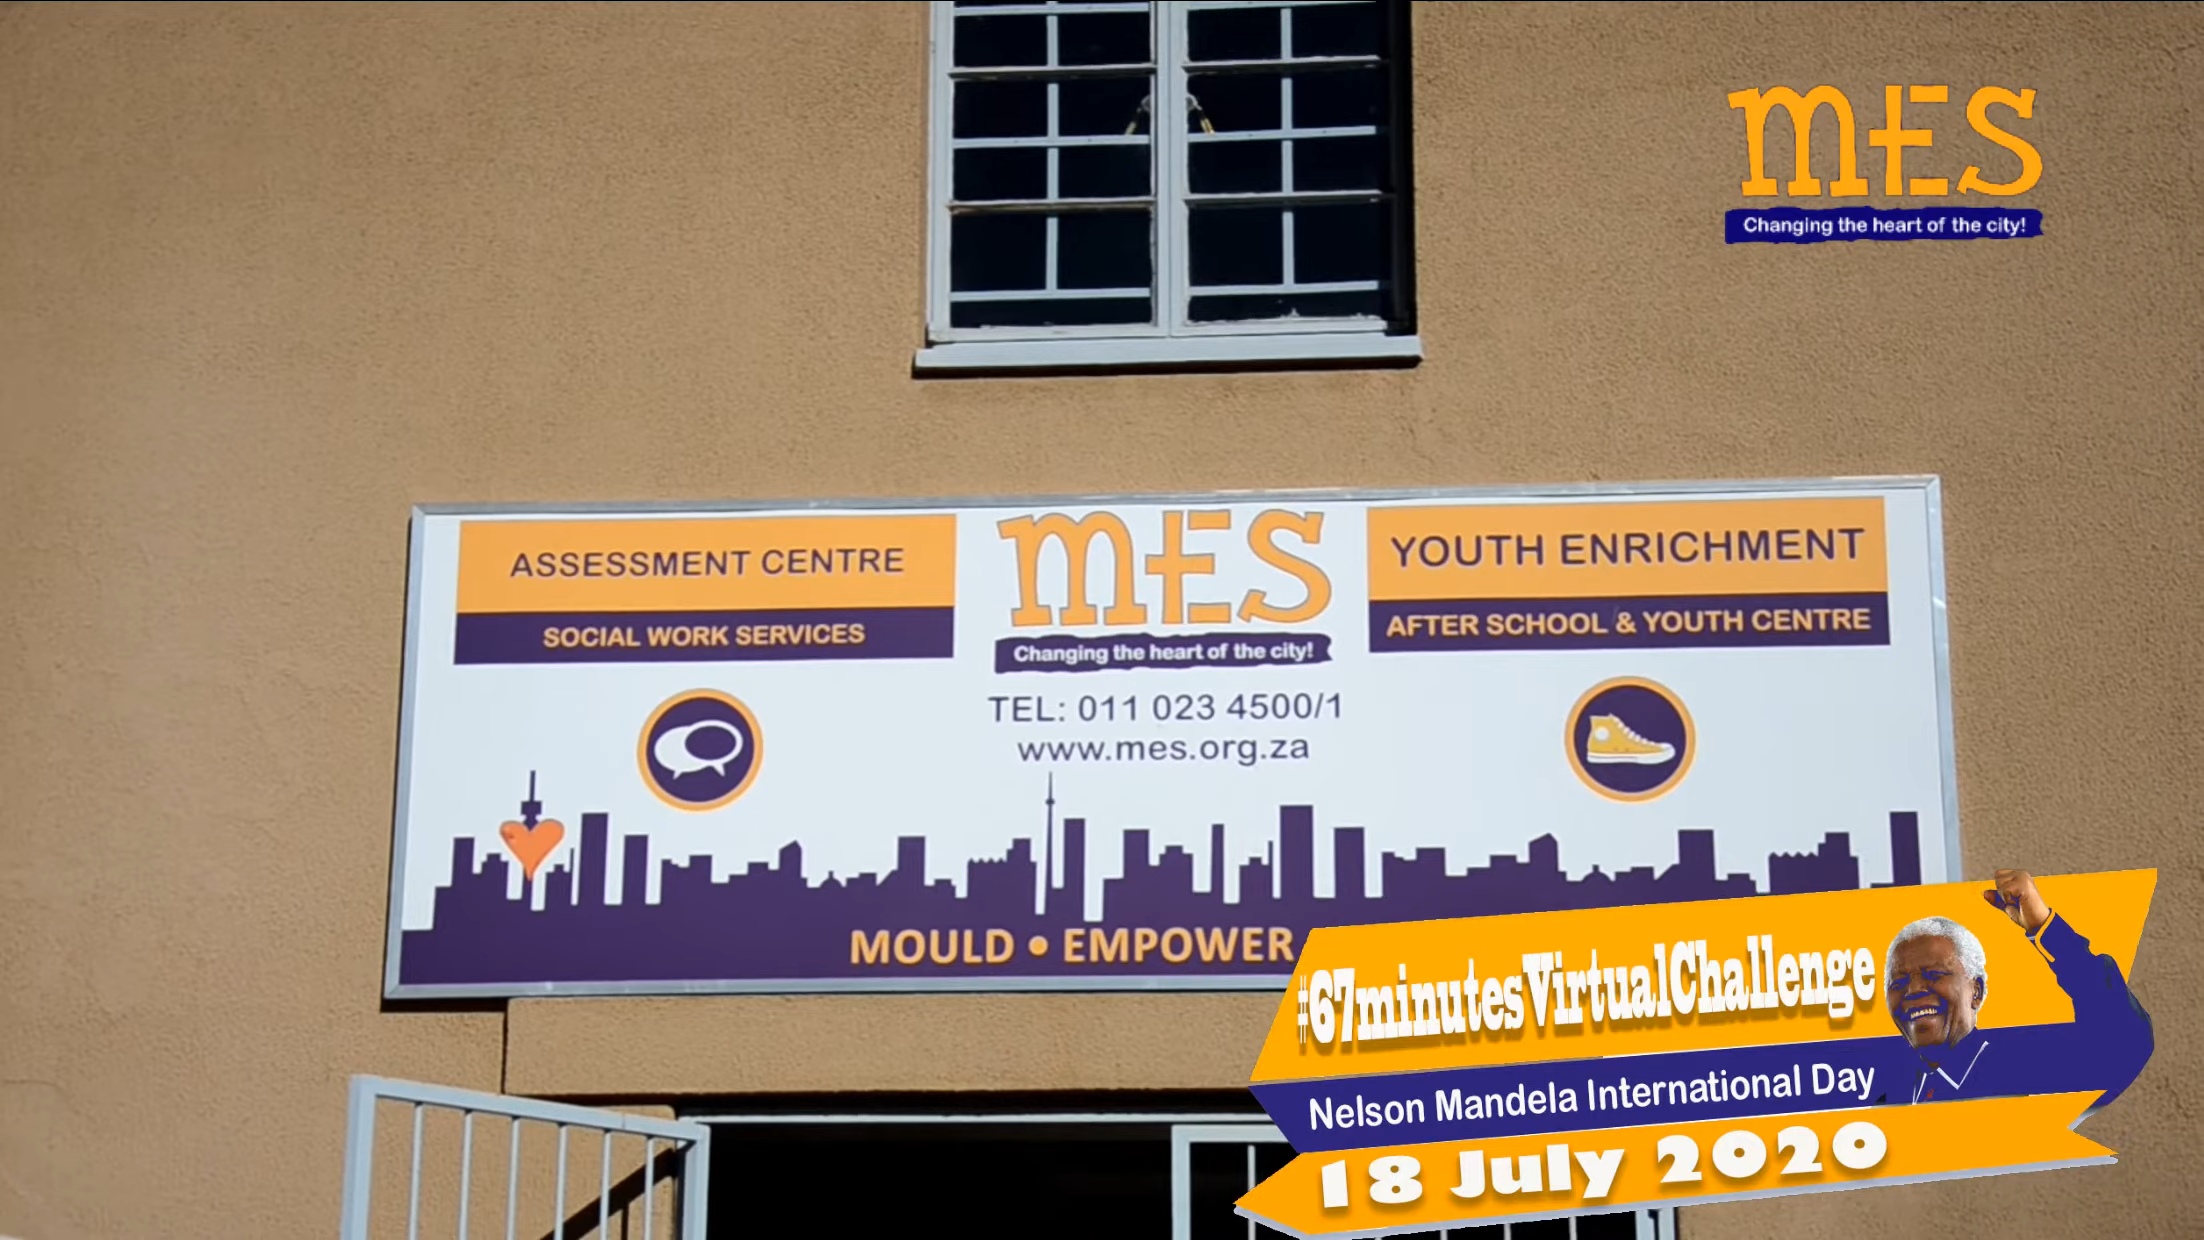 mES
Changing the heart of the city!
ASSESSMENT CENTRE
SOCIAL WORK SERVICES
mES
Changing the heart of the city!
TEL: 011 023 4500/1
www.mes.org.za
YOUTH ENRICHMENT
AFTER SCHOOL & YOUTH CENTRE
MOULD • EMPOWER
#67minutesVirtualChallenge
Nelson Mandela International Day
18 July 2020